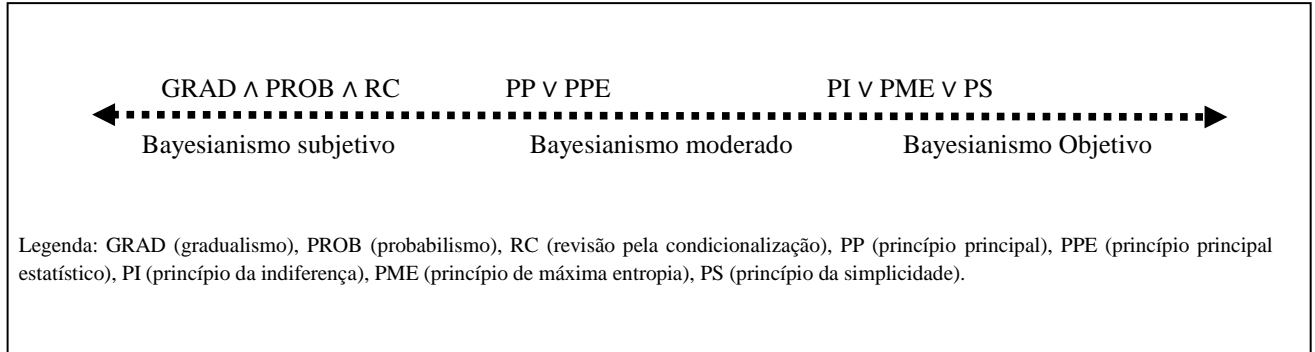 GRAD ∧ PROB ∧ RC PP ∨ PPE PI ∨ PME ∨ PS
Bayesianismo subjetivo Bayesianismo moderado Bayesianismo Objetivo
Legenda: GRAD (gradualismo), PROB (probabilismo), RC (revisão pela condicionalização), PP (princípio principal), PPE (princípio principal
estatístico), PI (princípio da indiferença), PME (princípio de máxima entropia), PS (princípio da simplicidade).